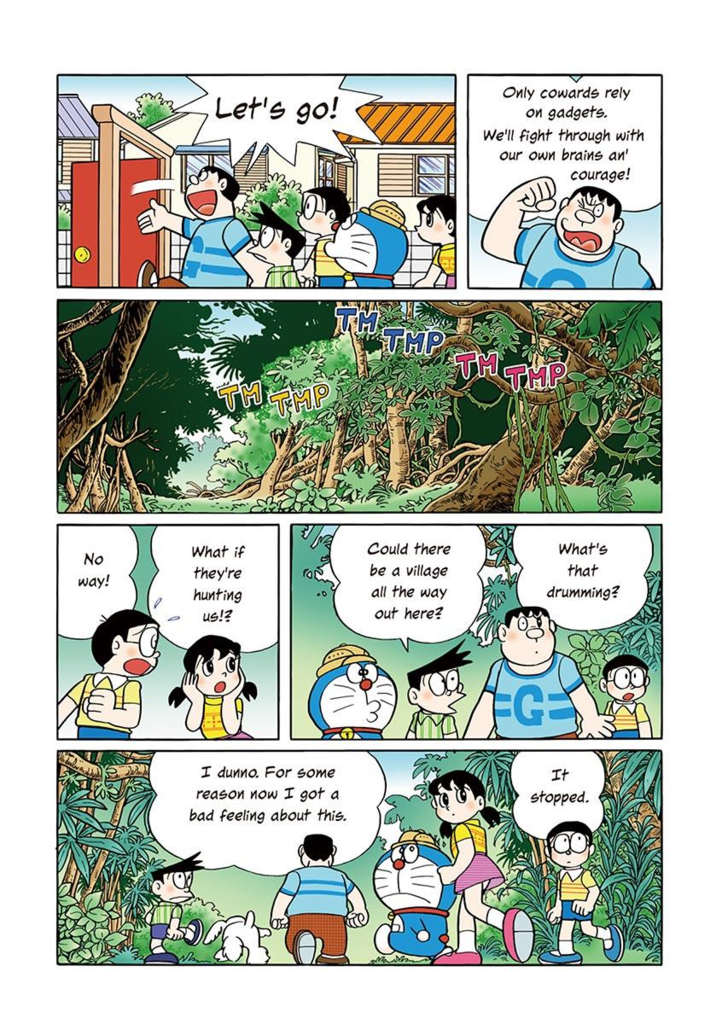 Only cowards rely
on gadgets.
We'll fight through with
our own brains an'
courage!
G
Let's go!
G
TM TMP
TM TMP
TM TMP
What's
that
drumming?
Could there
be a village
all the way
out here?
G
What if
they're
hunting
us!?
No
way!
It
stopped.
I dunno. For some
reason now I got a
bad feeling about this.